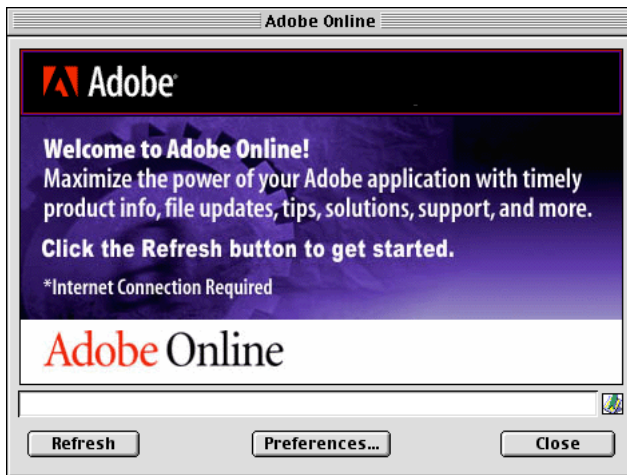 Adobe Online
Adobe®
Welcome to Adobe Online!
Maximize the power of your Adobe application with timely
product info, file updates, tips, solutions, support, and more.
Click the Refresh button to get started.
*Internet Connection Required
Adobe Online
Refresh
Preferences...
Close